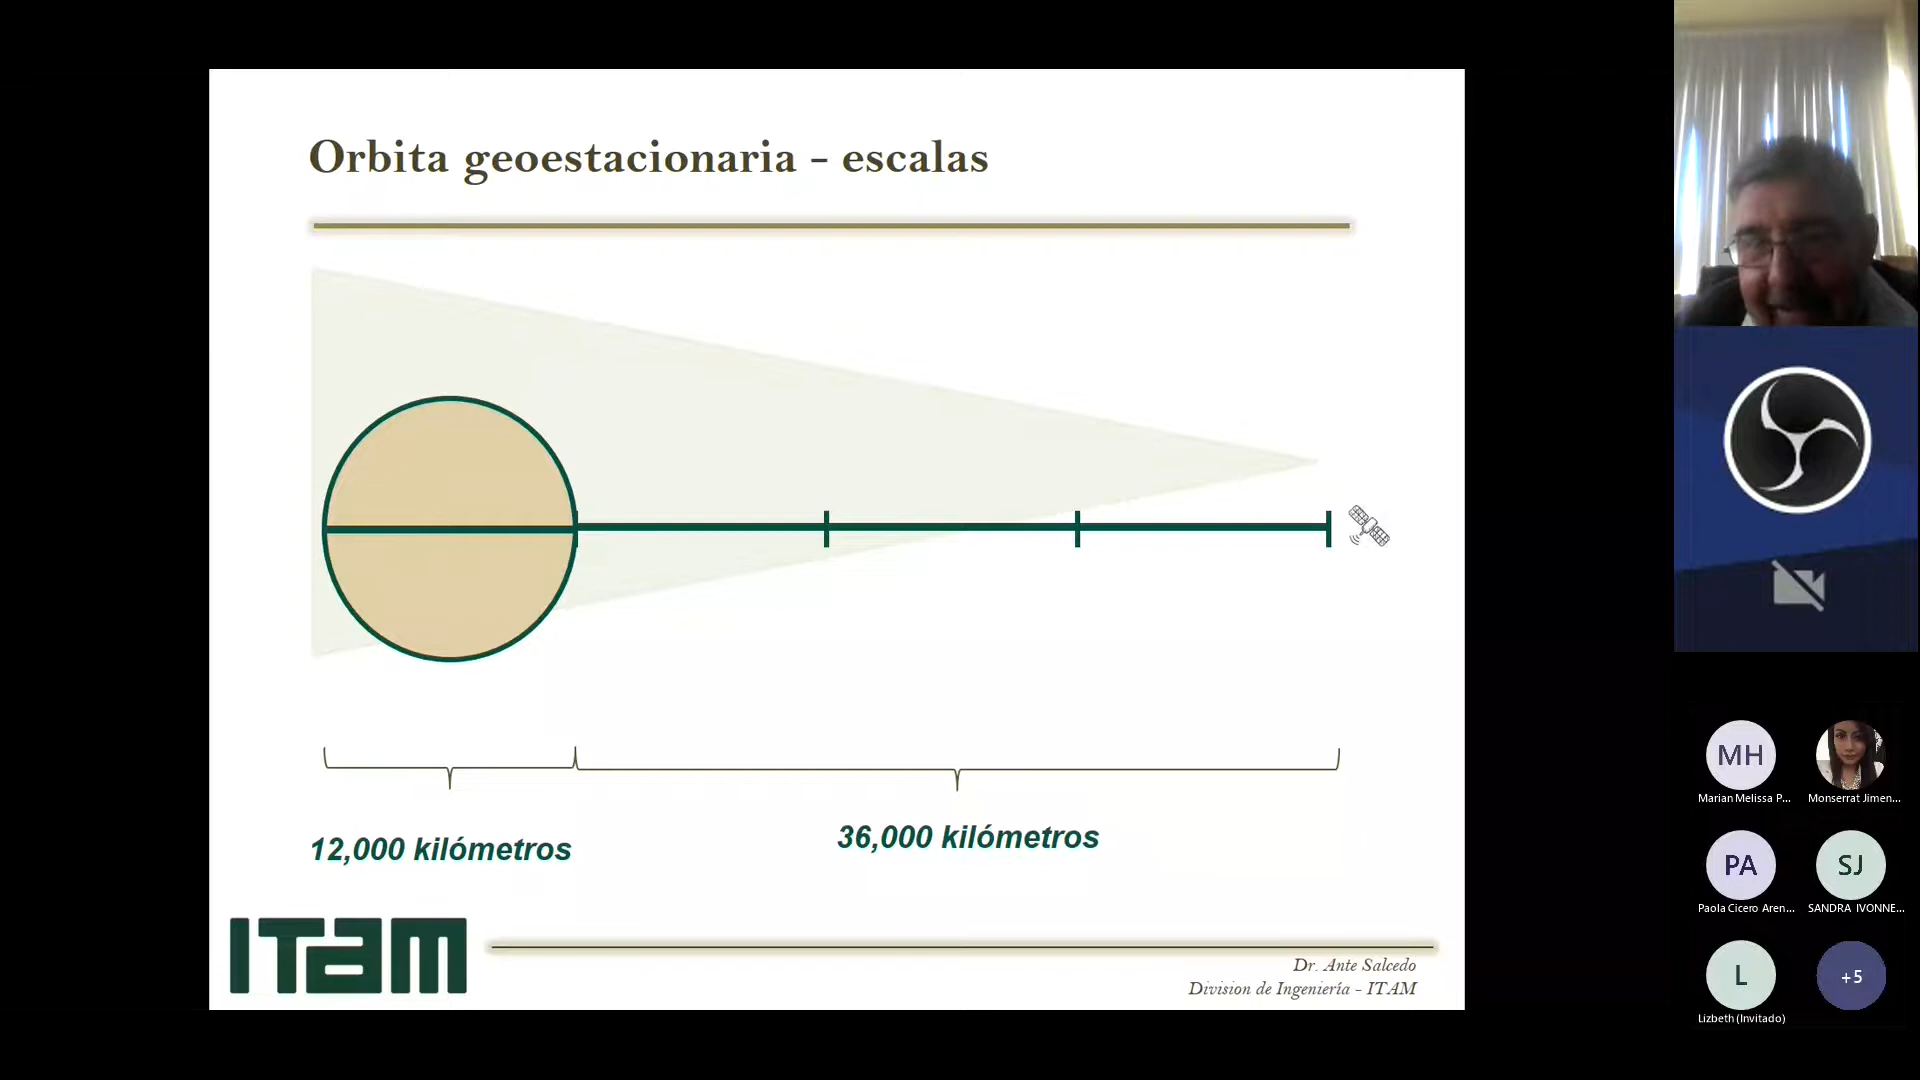 Orbita geoestacionaria - escalas
12,000 kilómetros
36,000 kilómetros
ITAM
Dr. Ante Salcedo
Division de Ingeniería - ITAM
MH
Marian Melissa P...
Monserrat Jimen...
PA
Paola Cicero Aren...
SJ
SANDRA IVONNE...
L
Lizbeth (Invitado)
+5